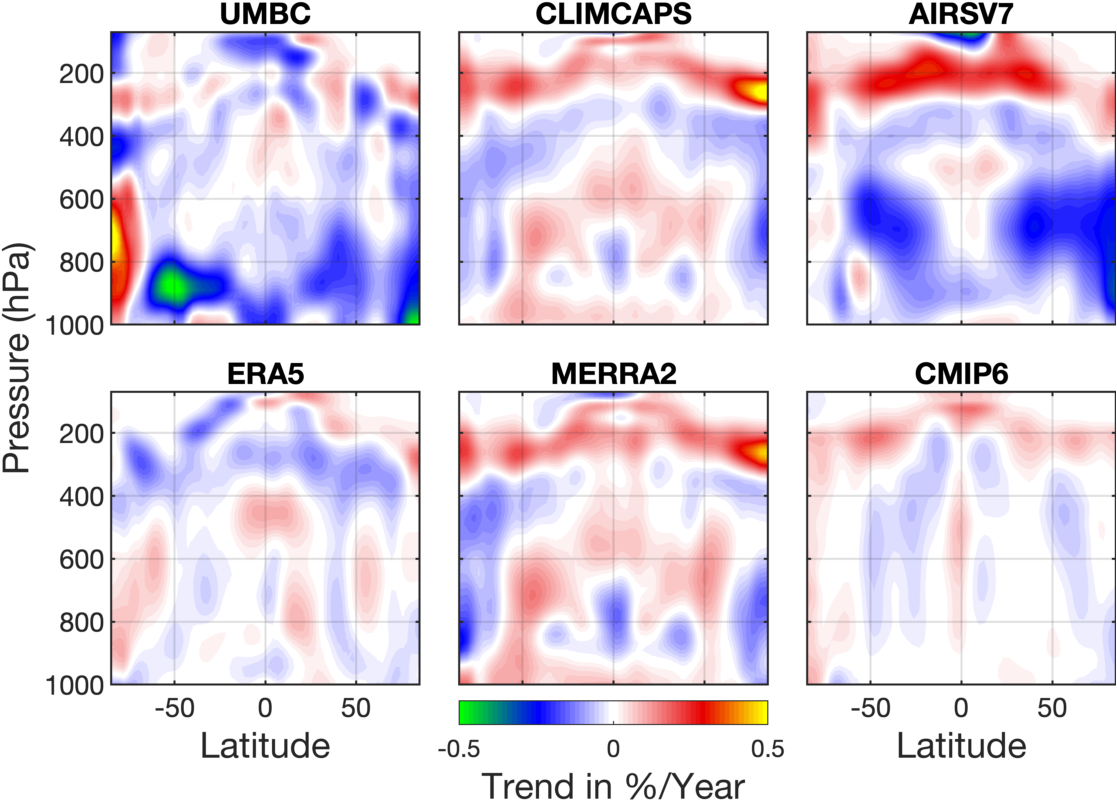 UMBC CLIMCAPS AIRSV7
200
400
600
800
1000
Pressure (hPa)
ERA5 MERRA2 CMIP6
200
400
600
800
1000
-50 0 50 -50 0 50
Latitude Latitude
-0.5 0 0.5
Trend in %/Year